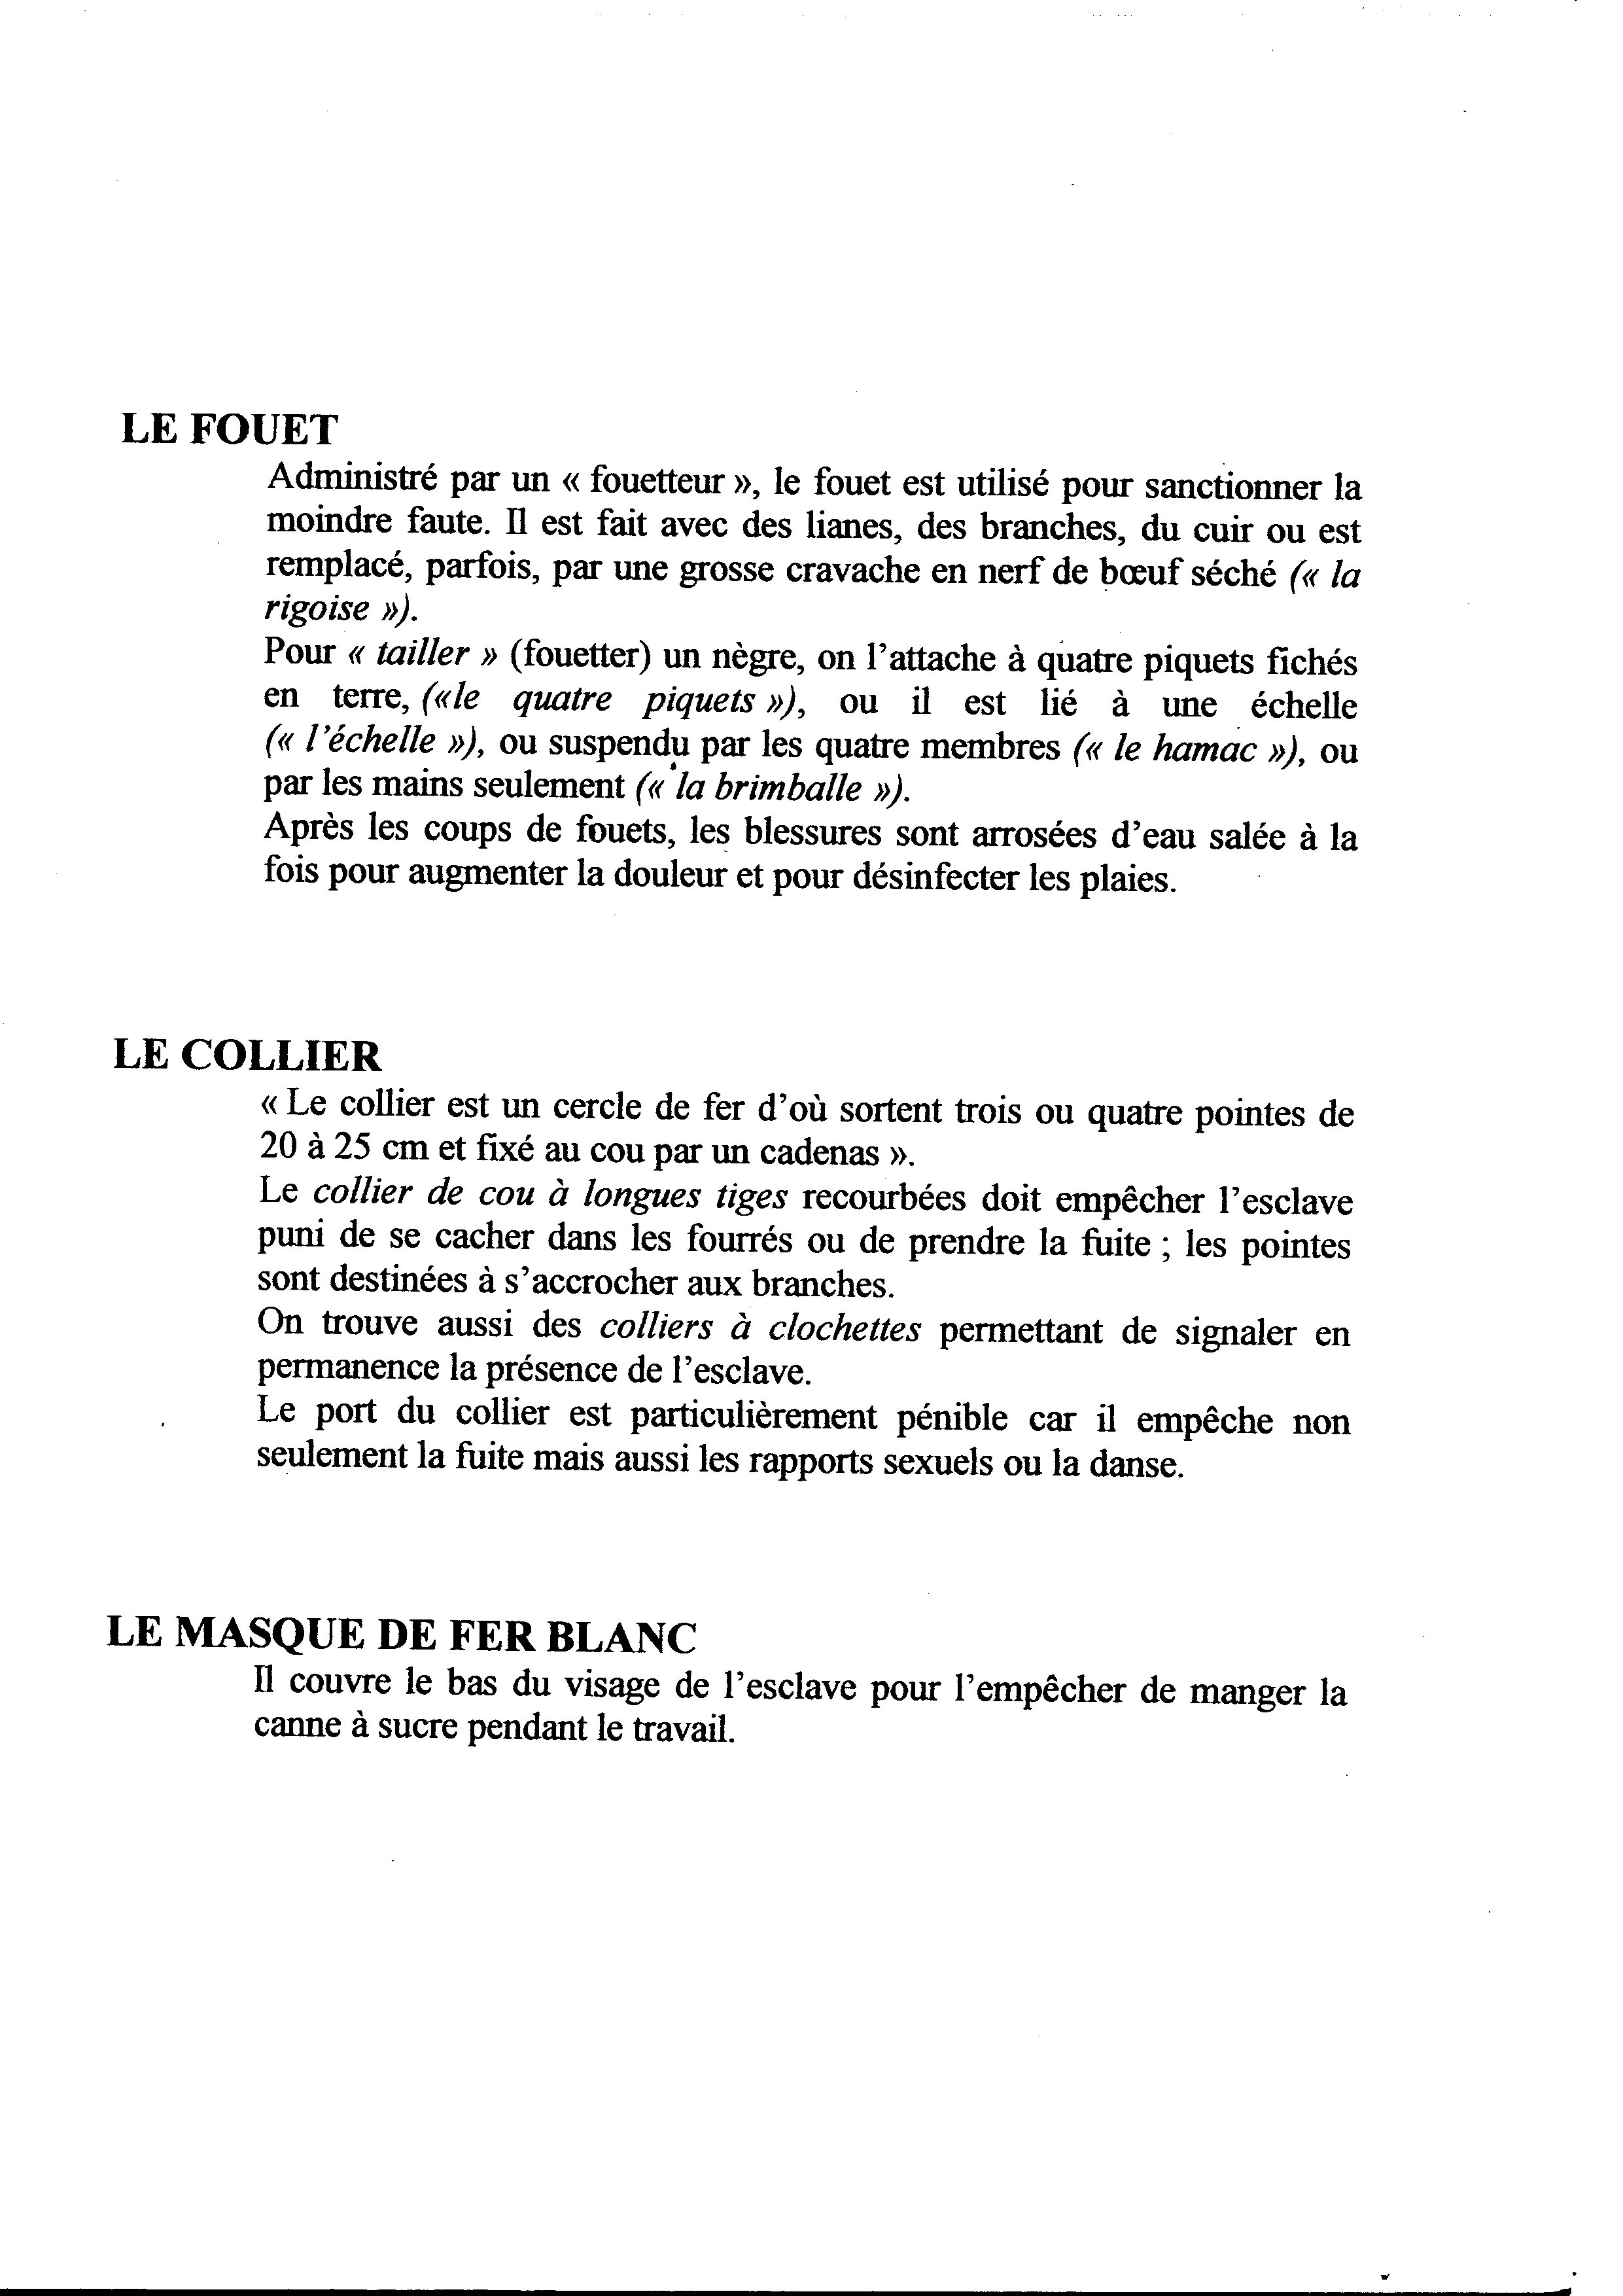 LE FOUET
Administré par un « fouetteur », le fouet est utilisé pour sanctionner la
moindre faute. Il est fait avec des lianes, des branches, du cuir ou est
remplacé, parfois, par une grosse cravache en nerf de bœuf séché (« la
rigoise »).
Pour « tailler » (fouetter) un nègre, on l’attache à quatre piquets fichés
en terre, («le quatre piquets »), ou il est lié à une échelle
(« l’échelle »), ou suspendu par les quatre membres (« le hamac »), ou
par les mains seulement (« la brimballe »).
Après les coups de fouets, les blessures sont arrosées d’eau salée à la
fois pour augmenter la douleur et pour désinfecter les plaies.
LE COLLIER
« Le collier est un cercle de fer d’où sortent trois ou quatre pointes de
20 à 25 cm et fixé au cou par un cadenas ».
Le collier de cou à longues tiges recourbées doit empêcher l’esclave
puni de se cacher dans les fourrés ou de prendre la fuite ; les pointes
sont destinées à s’accrocher aux branches.
On trouve aussi des colliers à clochettes permettant de signaler en
permanence la présence de l’esclave.
Le port du collier est particulièrement pénible car il empêche non
seulement la fuite mais aussi les rapports sexuels ou la danse.
LE MASQUE DE FER BLANC
Il couvre le bas du visage de l’esclave pour l’empêcher de manger la
canne à sucre pendant le travail.